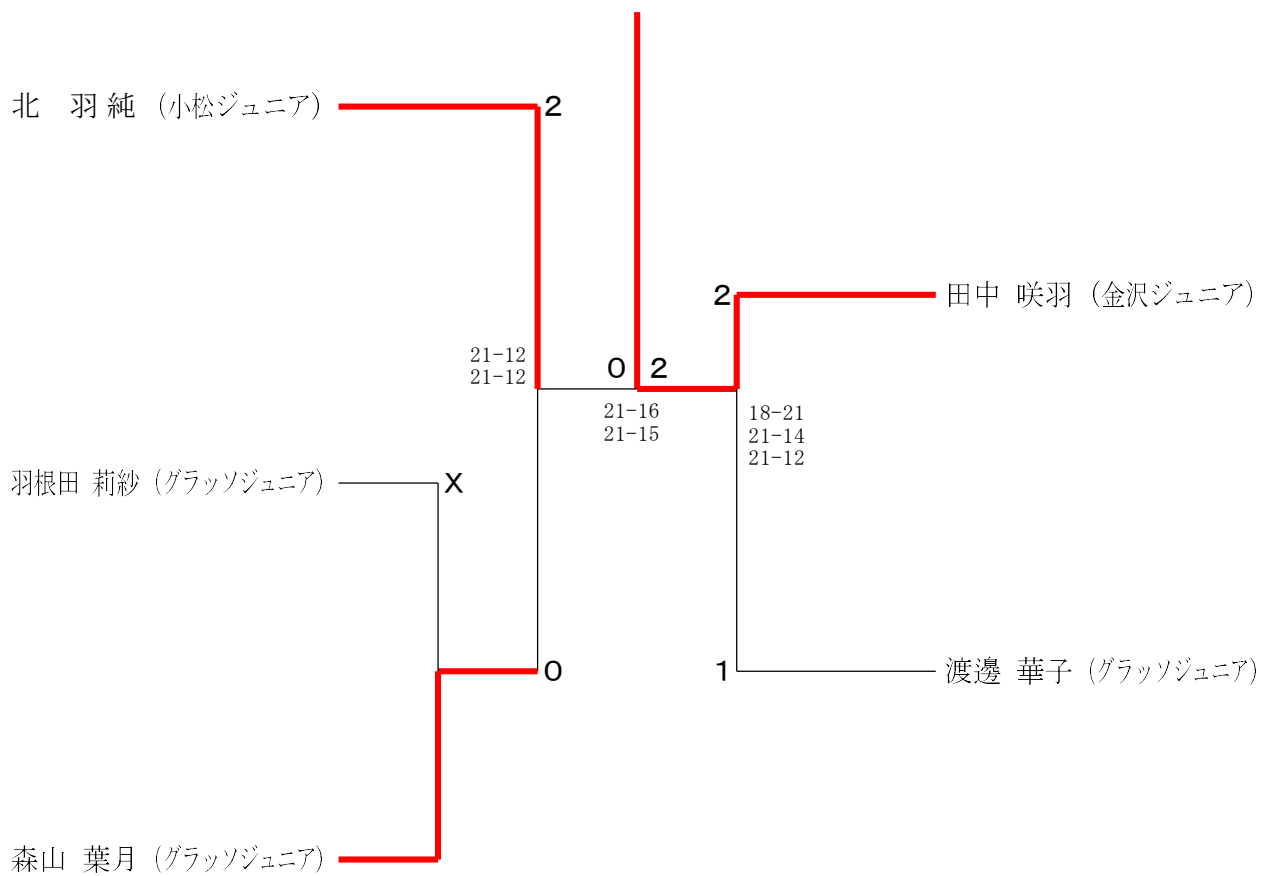 北　羽 純 （小松ジュニア）
2
2
田中 咲羽 （金沢ジュニア）
21-12
21-12
0 2
21-16
21-15
18-21
21-14
21-12
羽根田 莉紗 （グラッソジュニア）
X
0
1
渡邊 華子 （グラッソジュニア）
森山 葉月 （グラッソジュニア）